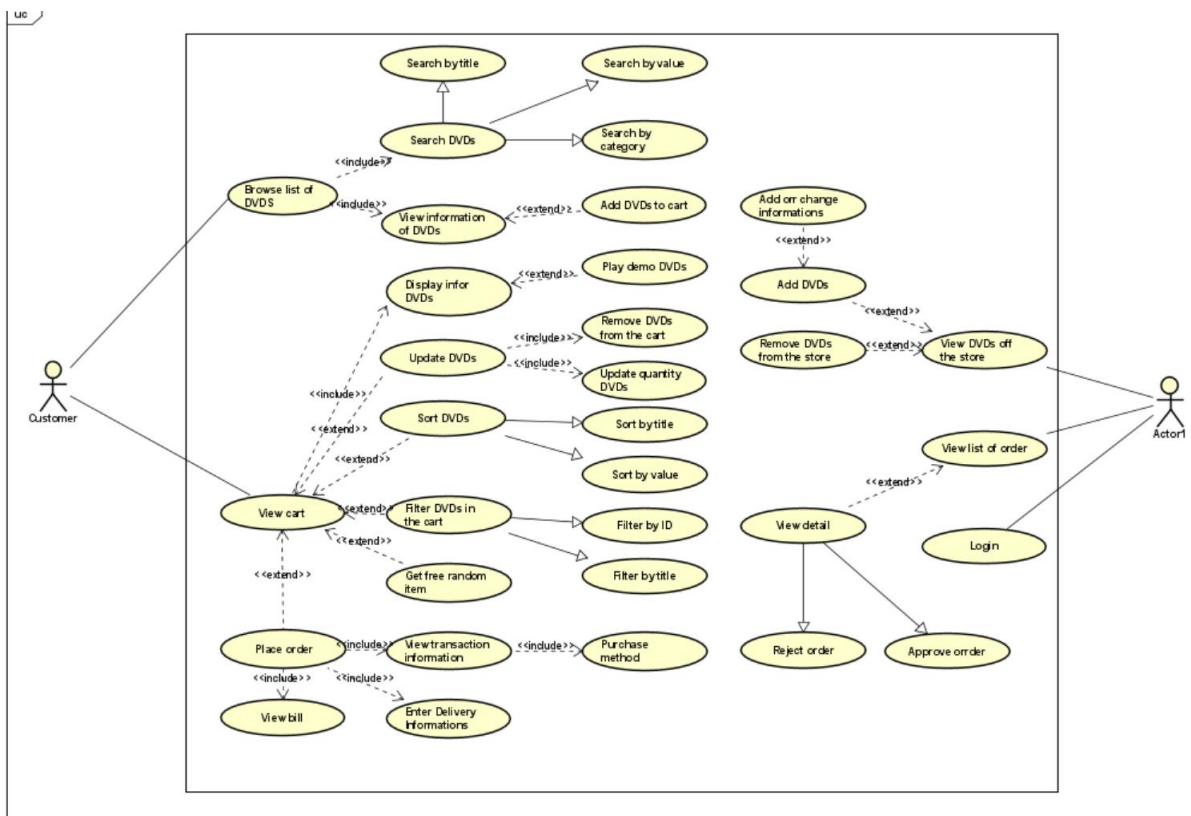 uc
Search by title
Search by value
Search DVDs
Search by
category
<<include>>
Browse list of
DVDS
<<include>>
View information
of DVDs
<<extend>>
Add DVDs to cart
Add orr change
informations
<<extend>>
Display infor
DVDs
<<extend>>
Play demo DVDs
Add DVDs
<<extend>>
Update DVDs
<<include>>
Remove DVDs
from the cart
<<include>>
Update quantity
DVDs
Remove DVDs
from the store
<<extend>>
View DVDs off
the store
Customer
<<include>>
<<extend>>
Sort DVDs
Sort by title
<<extend>>
Sort by value
Actor1
View list of order
<<extend>>
View cart
<<extend>>
Filter DVDs in
the cart
Filter by ID
View detail
<<extend>>
Login
<<extend>>
Get free random
item
Filter by title
Place order
<<include>>
View transaction
information
<<include>>
Purchase
method
Reject order
Approve orrder
<<include>>
<<include>>
View bill
Enter Delivery
Informations